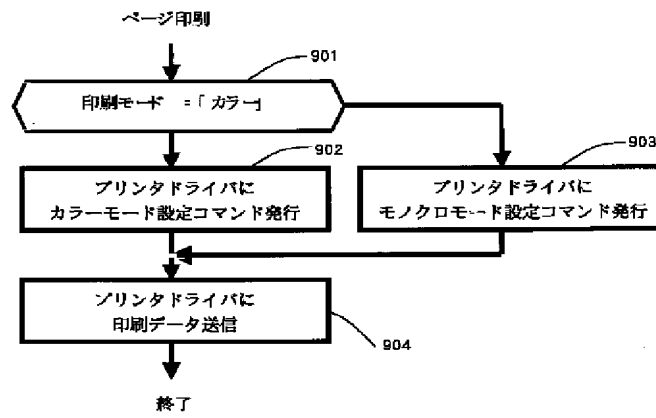 ページ印刷
901
印刷モード =「カラー」
902
プリンタドライバに
カラーモード設定コマンド発行
903
プリンタドライバに
モノクロモード設定コマンド発行
プリンタドライバに
印刷データ送信
904
終了